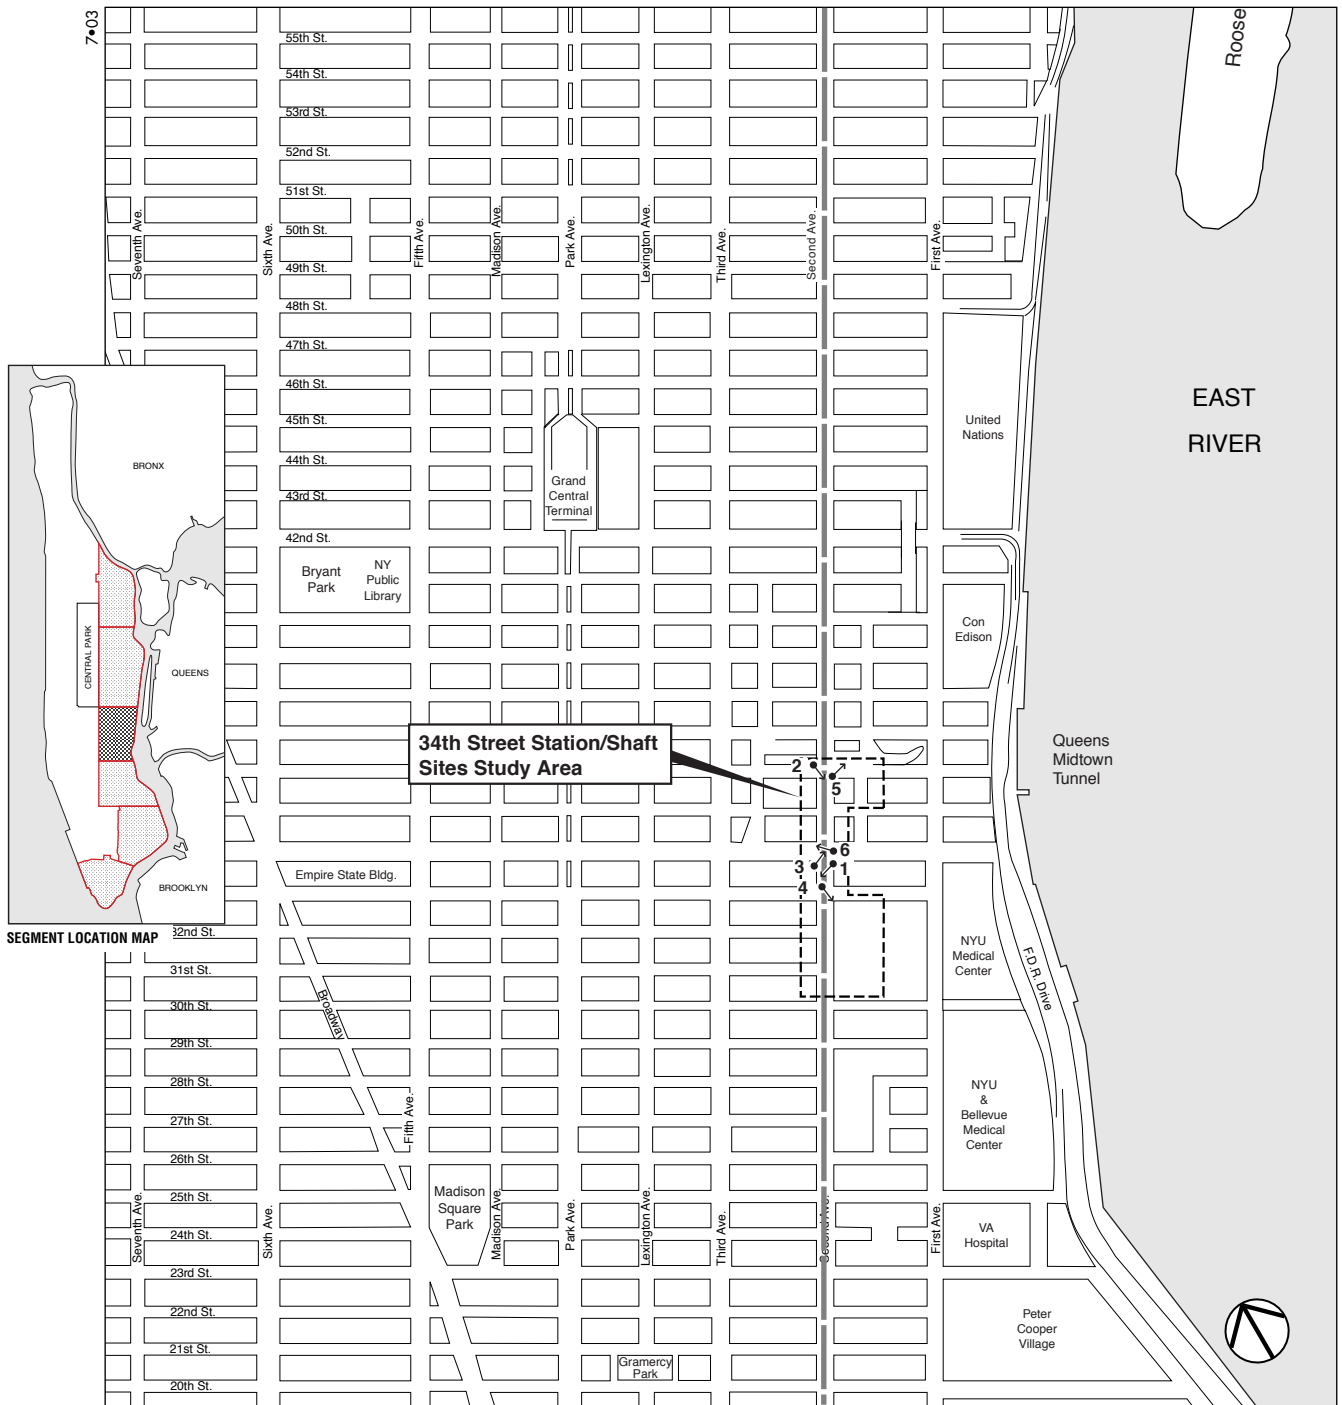 7•03
55th St.
54th St.
53rd St.
52nd St.
51st St.
50th St.
49th St.
48th St.
47th St.
46th St.
45th St.
44th St.
43rd St.
42nd St.
Seventh Ave.
Sixth Ave.
Fifth Ave.
Madison Ave.
Park Ave.
Lexington Ave.
Third Ave.
Second Ave.
First Ave.
Roose
EAST
RIVER
United
Nations
Grand
Central
Terminal
Bryant
Park
NY
Public
Library
Con
Edison
Queens
Midtown
Tunnel
BRONX
CENTRAL PARK
QUEENS
BROOKLYN
SEGMENT LOCATION MAP
34th Street Station/Shaft
Sites Study Area
2
5
6
3
1
4
Empire State Bldg.
32nd St.
31st St.
30th St.
29th St.
28th St.
27th St.
26th St.
25th St.
24th St.
23rd St.
22nd St.
21st St.
20th St.
Broadway
Fifth Ave.
NYU
Medical
Center
F.D.R. Drive
NYU
&
Bellevue
Medical
Center
Madison
Square
Park
Seventh Ave.
Sixth Ave.
Madison Ave.
Park Ave.
Lexington Ave.
Third Ave.
Second Ave.
First Ave.
VA
Hospital
Peter
Cooper
Village
Gramercy
Park